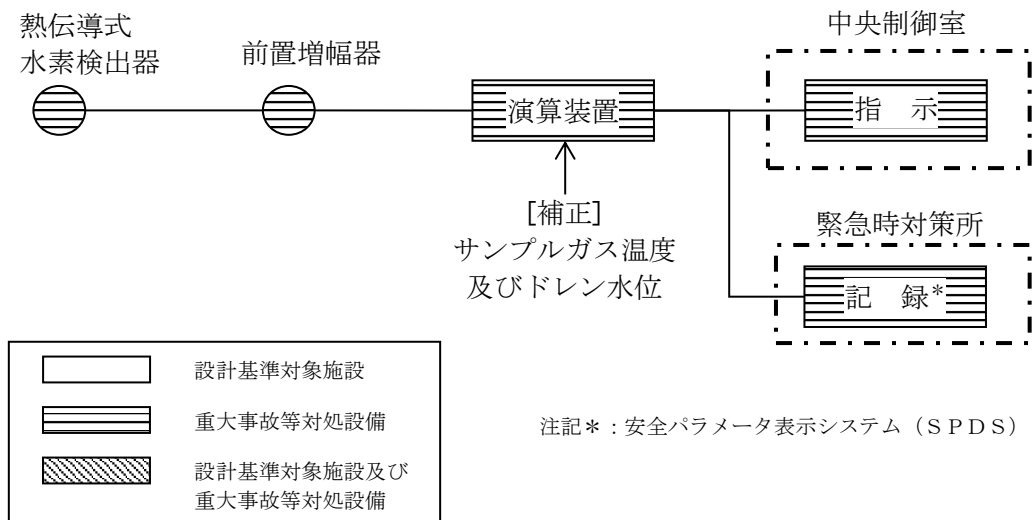 熱伝導式
水素検出器
前置増幅器
中央制御室
演算装置
指　示
[補正]
サンプルガス温度
及びドレン水位
緊急時対策所
記　録*
設計基準対象施設
重大事故等対処設備
設計基準対象施設及び
重大事故等対処設備
注記＊：安全パラメータ表示システム（ＳＰＤＳ）